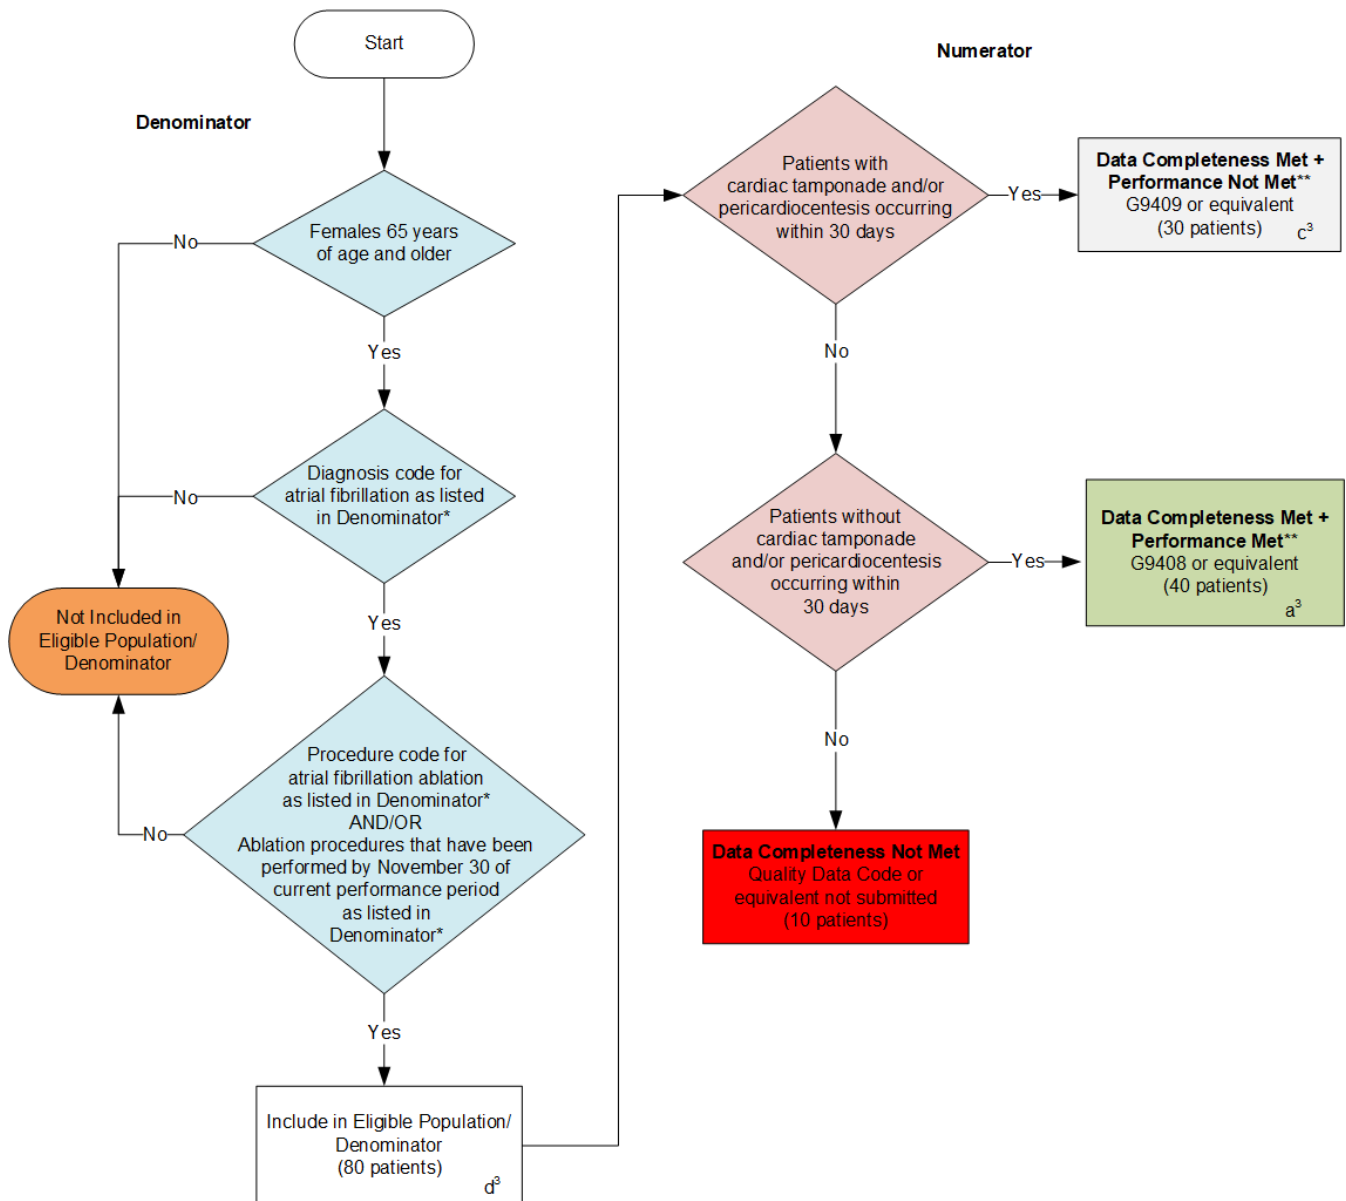 Start
Denominator
Females 65 years
of age and older
No
Yes
Diagnosis code for
atrial fibrillation as listed
in Denominator*
No
Yes
Not Included in
Eligible Population/
Denominator
Procedure code for
atrial fibrillation ablation
as listed in Denominator*
AND/OR
Ablation procedures that have been
performed by November 30 of
current performance period
as listed in
Denominator*
No
Yes
Include in Eligible Population/
Denominator
(80 patients)
d³
Numerator
Patients with
cardiac tamponade and/or
pericardiocentesis occurring
within 30 days
Yes
Data Completeness Met +
Performance Not Met**
G9409 or equivalent
(30 patients)
c³
No
Patients without
cardiac tamponade
and/or pericardiocentesis
occurring within
30 days
Yes
Data Completeness Met +
Performance Met**
G9408 or equivalent
(40 patients)
a³
No
Data Completeness Not Met
Quality Data Code or
equivalent not submitted
(10 patients)